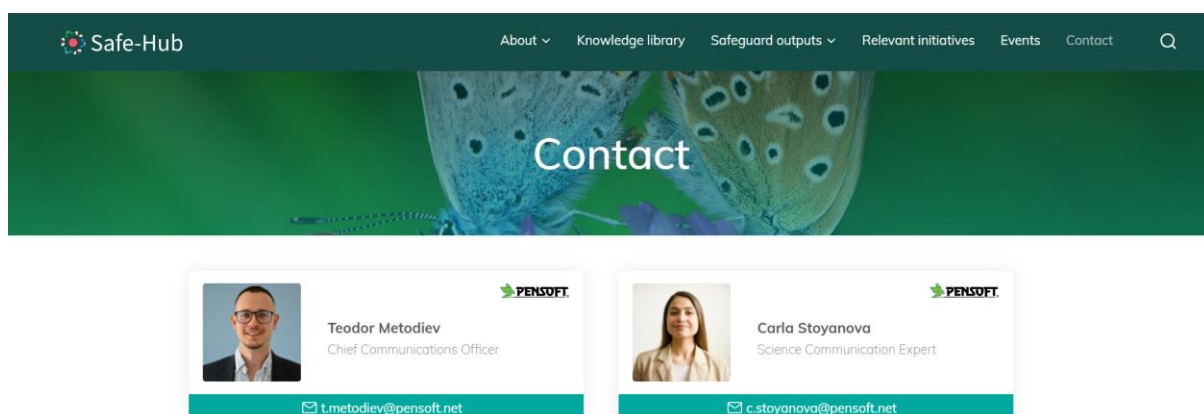 Safe-Hub
About Knowledge library Safeguard outputs Relevant initiatives Events Contact
Contact
PENSOFT.
Teodor Metodiev
Chief Communications Officer
t.metodiev@pensoft.net
PENSOFT.
Carla Stoyanova
Science Communication Expert
c.stoyanova@pensoft.net